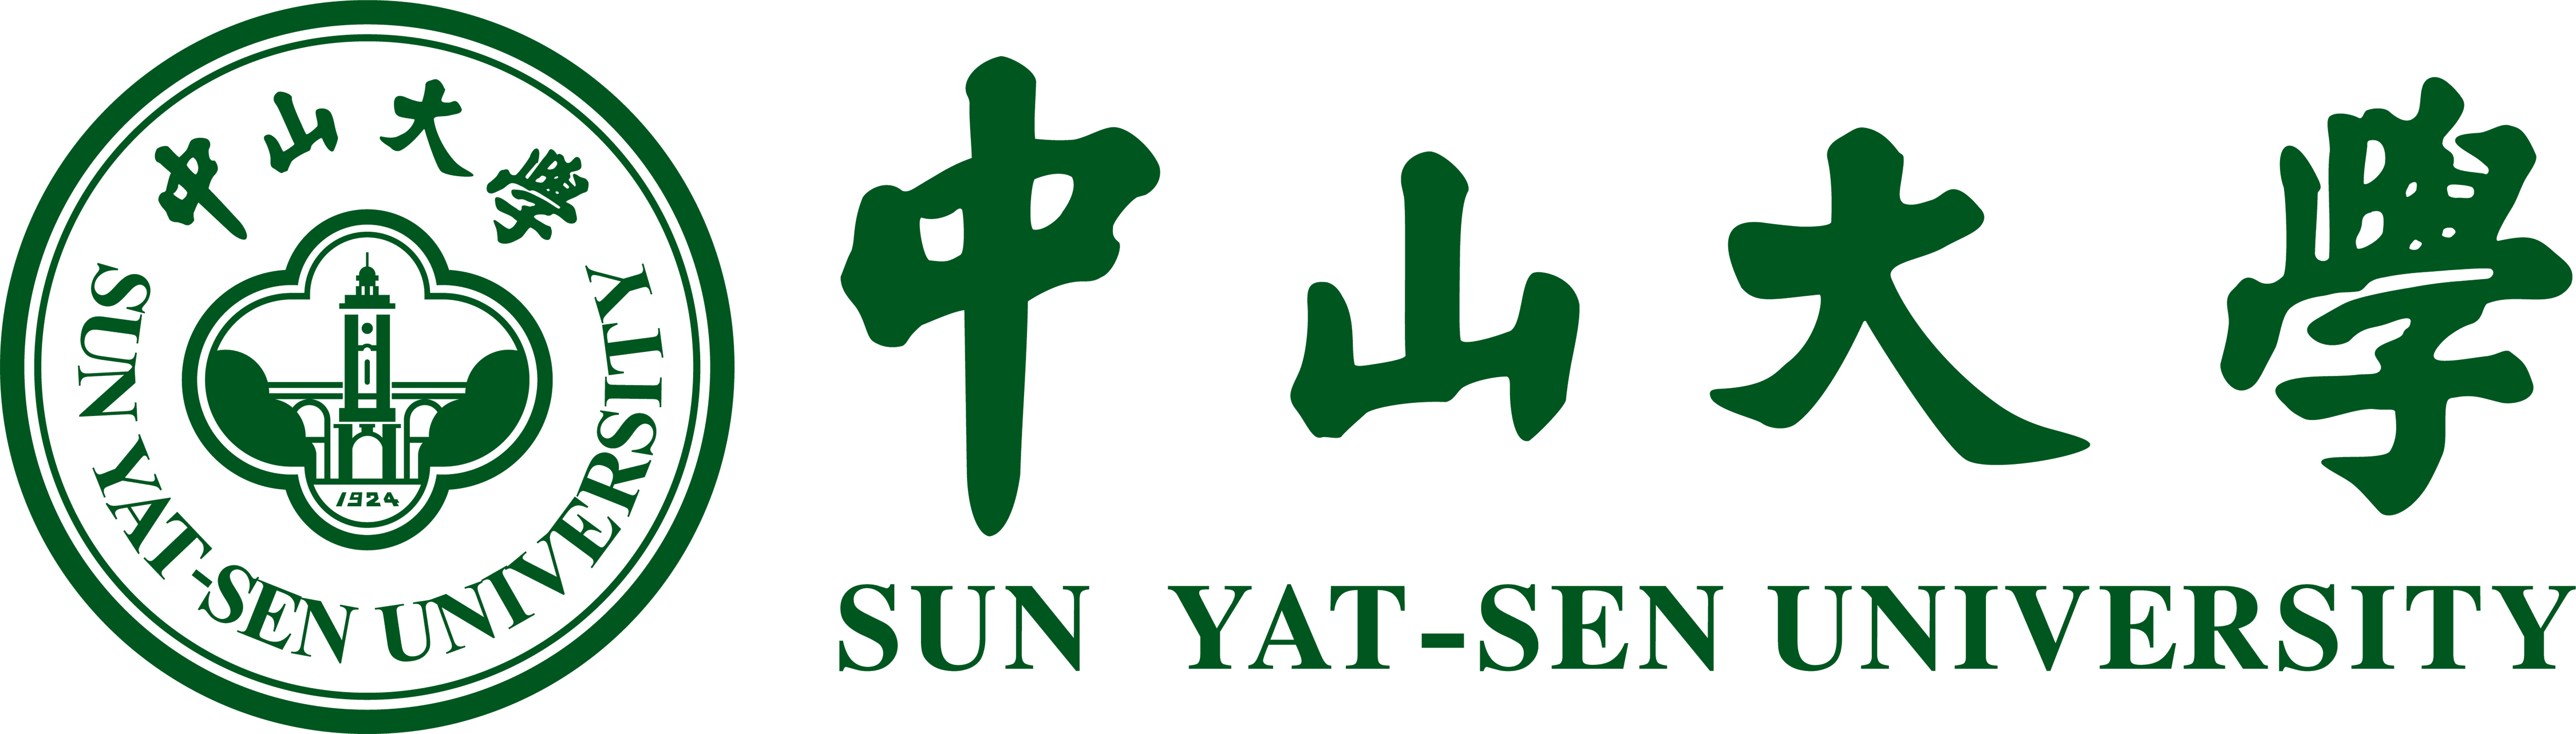 中山大學
SUN YAT-SEN UNIVERSITY
1924
中山大學
SUN YAT-SEN UNIVERSITY